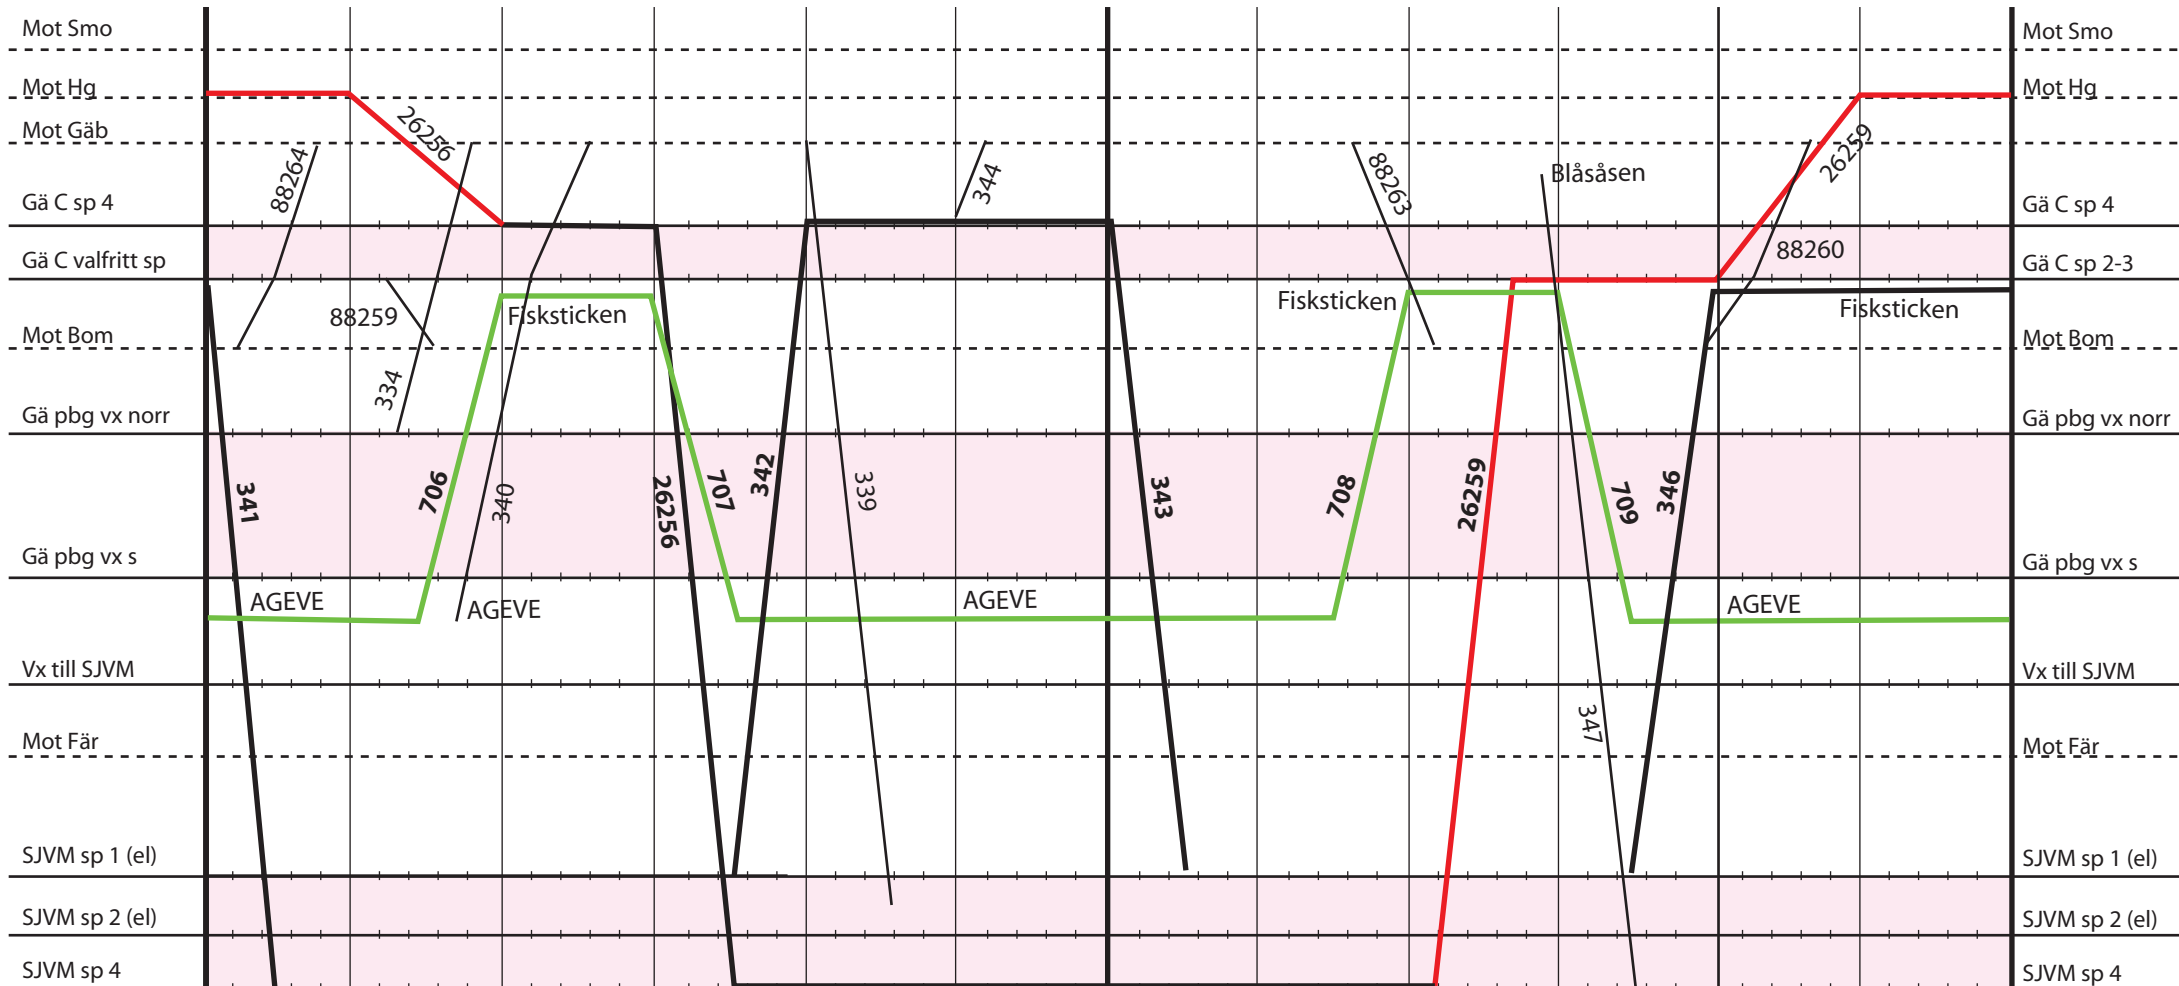 Mot Smo
Mot Hg
Mot Gäb
Gä C sp 4
Gä C valfritt sp
Mot Bom
Gä pbg vx norr
Gä pbg vx s
Vx till SJVM
Mot Fär
SJVM sp 1 (el)
SJVM sp 2 (el)
SJVM sp 4
88264
26256
344
88263
Blåsåsen
26259
88260
88259
Fisksticken
Fisksticken
Fisksticken
334
341
706
340
26256
707
342
339
343
708
26259
709
346
AGEVE
AGEVE
AGEVE
AGEVE
347
Mot Smo
Mot Hg
Gä C sp 4
Gä C sp 2-3
Mot Bom
Gä pbg vx norr
Gä pbg vx s
Vx till SJVM
Mot Fär
SJVM sp 1 (el)
SJVM sp 2 (el)
SJVM sp 4